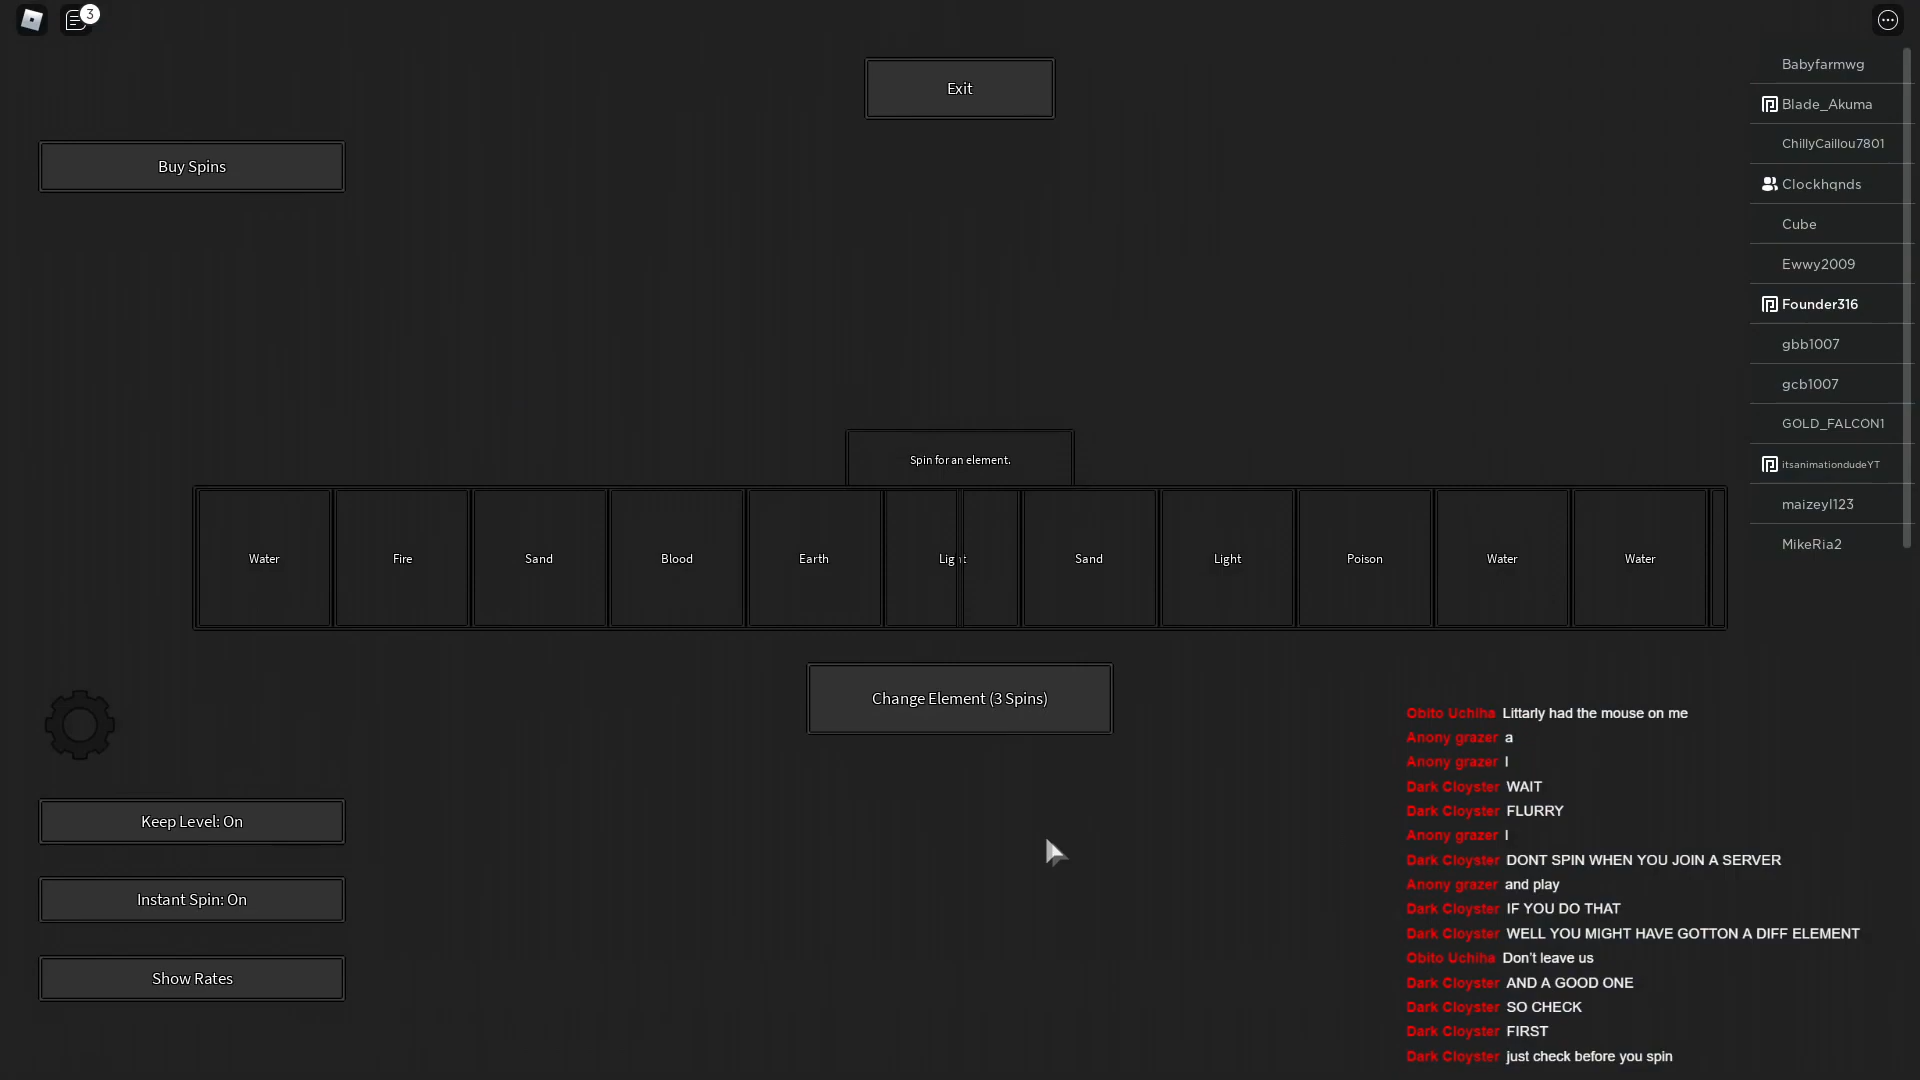 3
Exit
Buy Spins
Babyfarmwg
Blade_Akuma
ChillyCaillou7801
Clockhqnds
Cube
Ewwy2009
Founder316
gbb1007
gcb1007
GOLD_FALCON1
itsanimationdudeYT
maizeyl123
MikeRia2
Spin for an element.
Water Fire Sand Blood Earth Light Sand Light Poison Water Water
Change Element (3 Spins)
Keep Level: On
Instant Spin: On
Show Rates
Obito Uchiha Littarly had the mouse on me
Anony grazer a
Anony grazer I
Dark Cloyster WAIT
Dark Cloyster FLURRY
Anony grazer I
Dark Cloyster DONT SPIN WHEN YOU JOIN A SERVER
Anony grazer and play
Dark Cloyster IF YOU DO THAT
Dark Cloyster WELL YOU MIGHT HAVE GOTTON A DIFF ELEMENT
Obito Uchiha Don't leave us
Dark Cloyster AND A GOOD ONE
Dark Cloyster SO CHECK
Dark Cloyster FIRST
Dark Cloyster just check before you spin